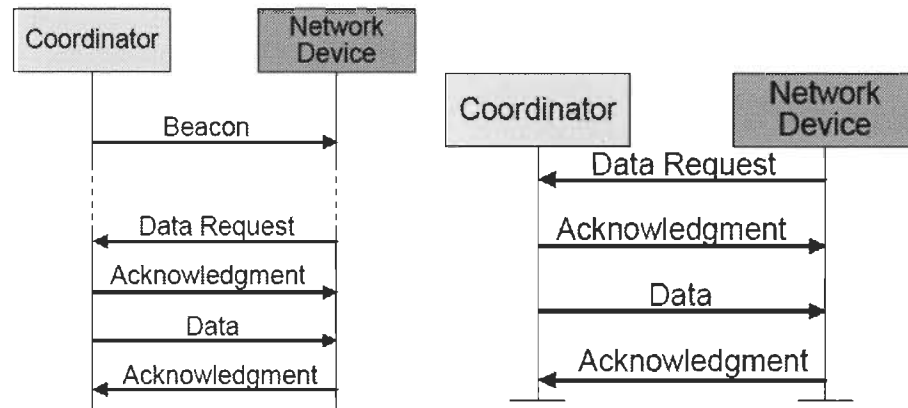 Coordinator
Network
Device
Beacon
Data Request
Acknowledgment
Data
Acknowledgment
Coordinator
Network
Device
Data Request
Acknowledgment
Data
Acknowledgment